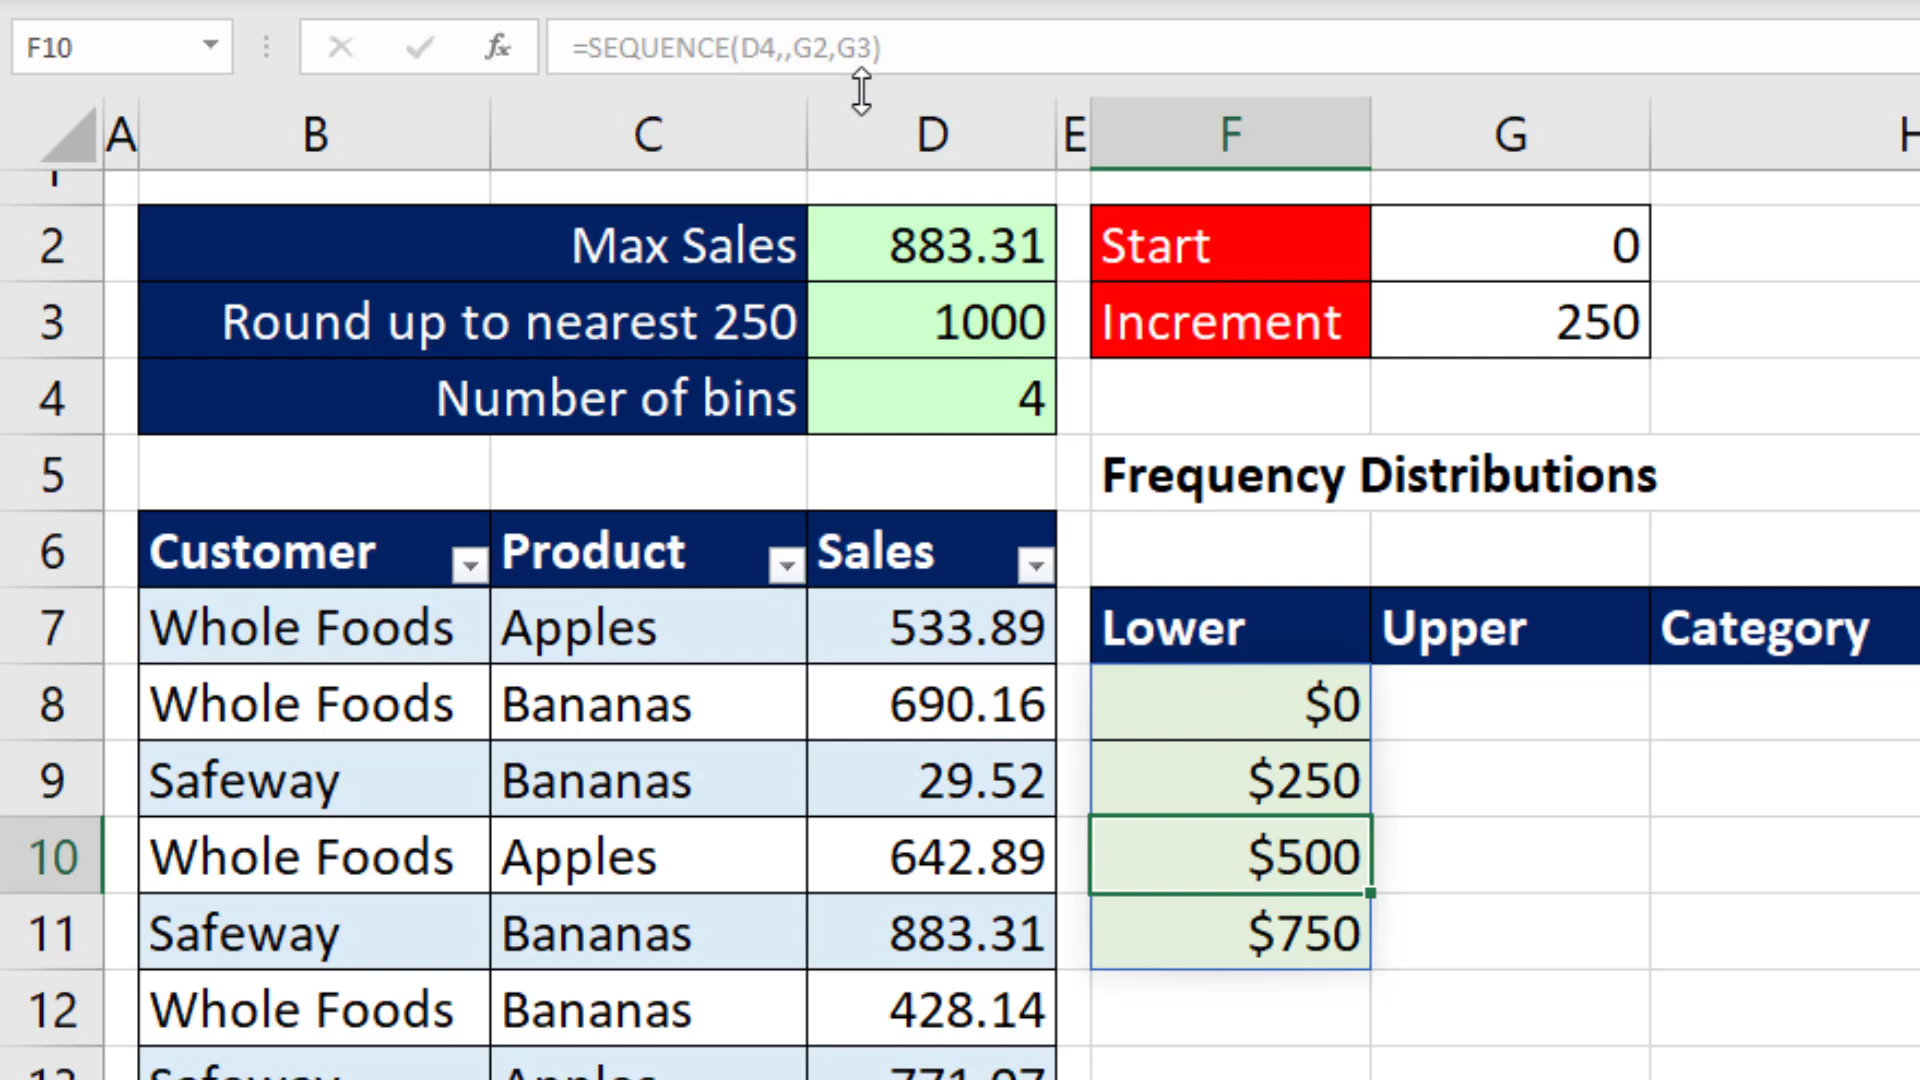 F10 fx =SEQUENCE(D4,,G2,G3)
A B C D E F G
2 Max Sales 883.31 Start 0
3 Round up to nearest 250 1000 Increment 250
4 Number of bins 4
5 Frequency Distributions
6 Customer Product Sales
7 Whole Foods Apples 533.89 Lower Upper Category
8 Whole Foods Bananas 690.16 $0
9 Safeway Bananas 29.52 $250
10 Whole Foods Apples 642.89 $500
11 Safeway Bananas 883.31 $750
12 Whole Foods Bananas 428.14